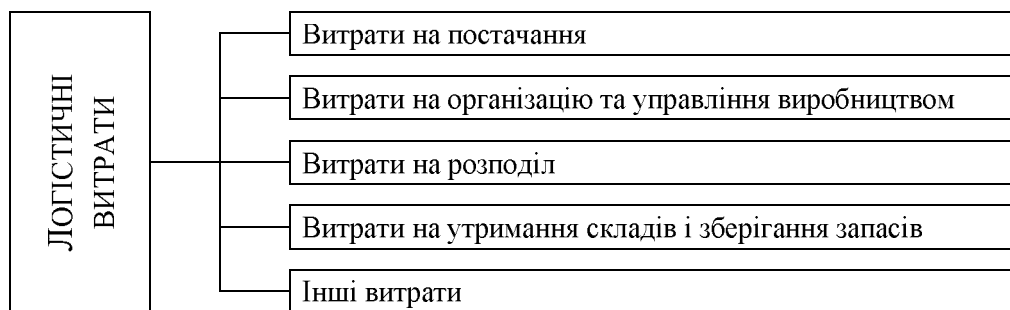 ЛОГІСТИЧНІ
ВИТРАТИ
Витрати на постачання
Витрати на організацію та управління виробництвом
Витрати на розподіл
Витрати на утримання складів і зберігання запасів
Інші витрати